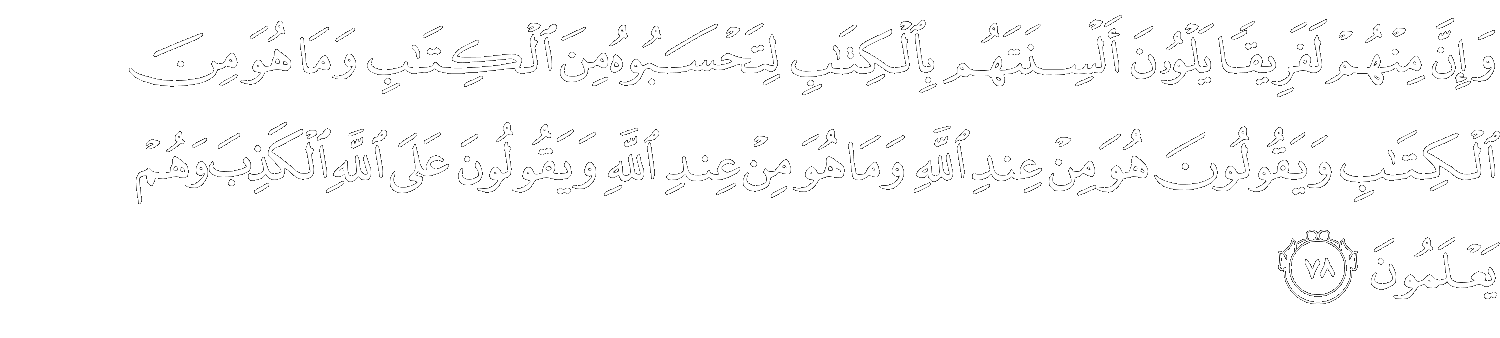 وَإِنَّ مِنْهُمْ لَفَرِيقًا يَلْوُۥنَ أَلْسِنَتَهُم بِٱلْكِتَٰبِ لِتَحْسَبُوهُ مِنَ ٱلْكِتَٰبِ وَمَا هُوَ مِنَ
ٱلْكِتَٰبِ وَيَقُولُونَ هُوَ مِنْ عِندِ ٱللَّهِ وَمَا هُوَ مِنْ عِندِ ٱللَّهِ وَيَقُولُونَ عَلَى ٱللَّهِ ٱلْكَذِبَ وَهُمْ
يَعْلَمُونَ ٧٨